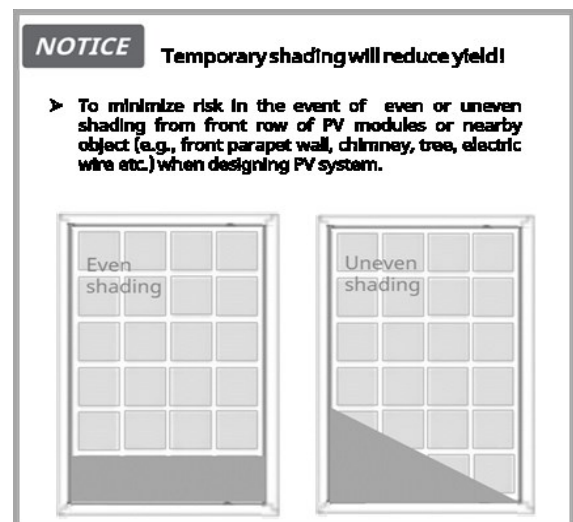 NOTICE
Temporary shading will reduce yield!
➤ To minimize risk in the event of even or uneven
shading from front row of PV modules or nearby
object (e.g., front parapet wall, chimney, tree, electric
wire etc.) when designing PV system.
Even
shading
Uneven
shading